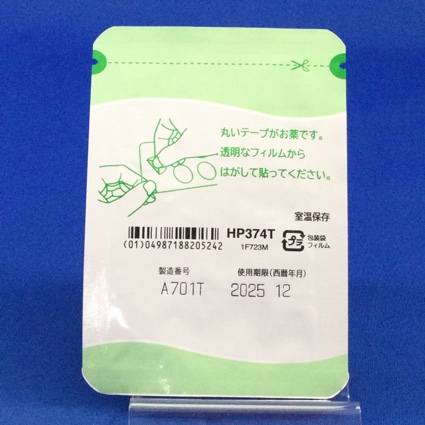 丸いテープがお薬です。
透明なフィルムから
はがして貼ってください。
室温保存
HP374T
1F723M
プラ
包装袋
フィルム
(01)04987188205242
製造番号
使用期限(西暦年月)
A701T
2025 12